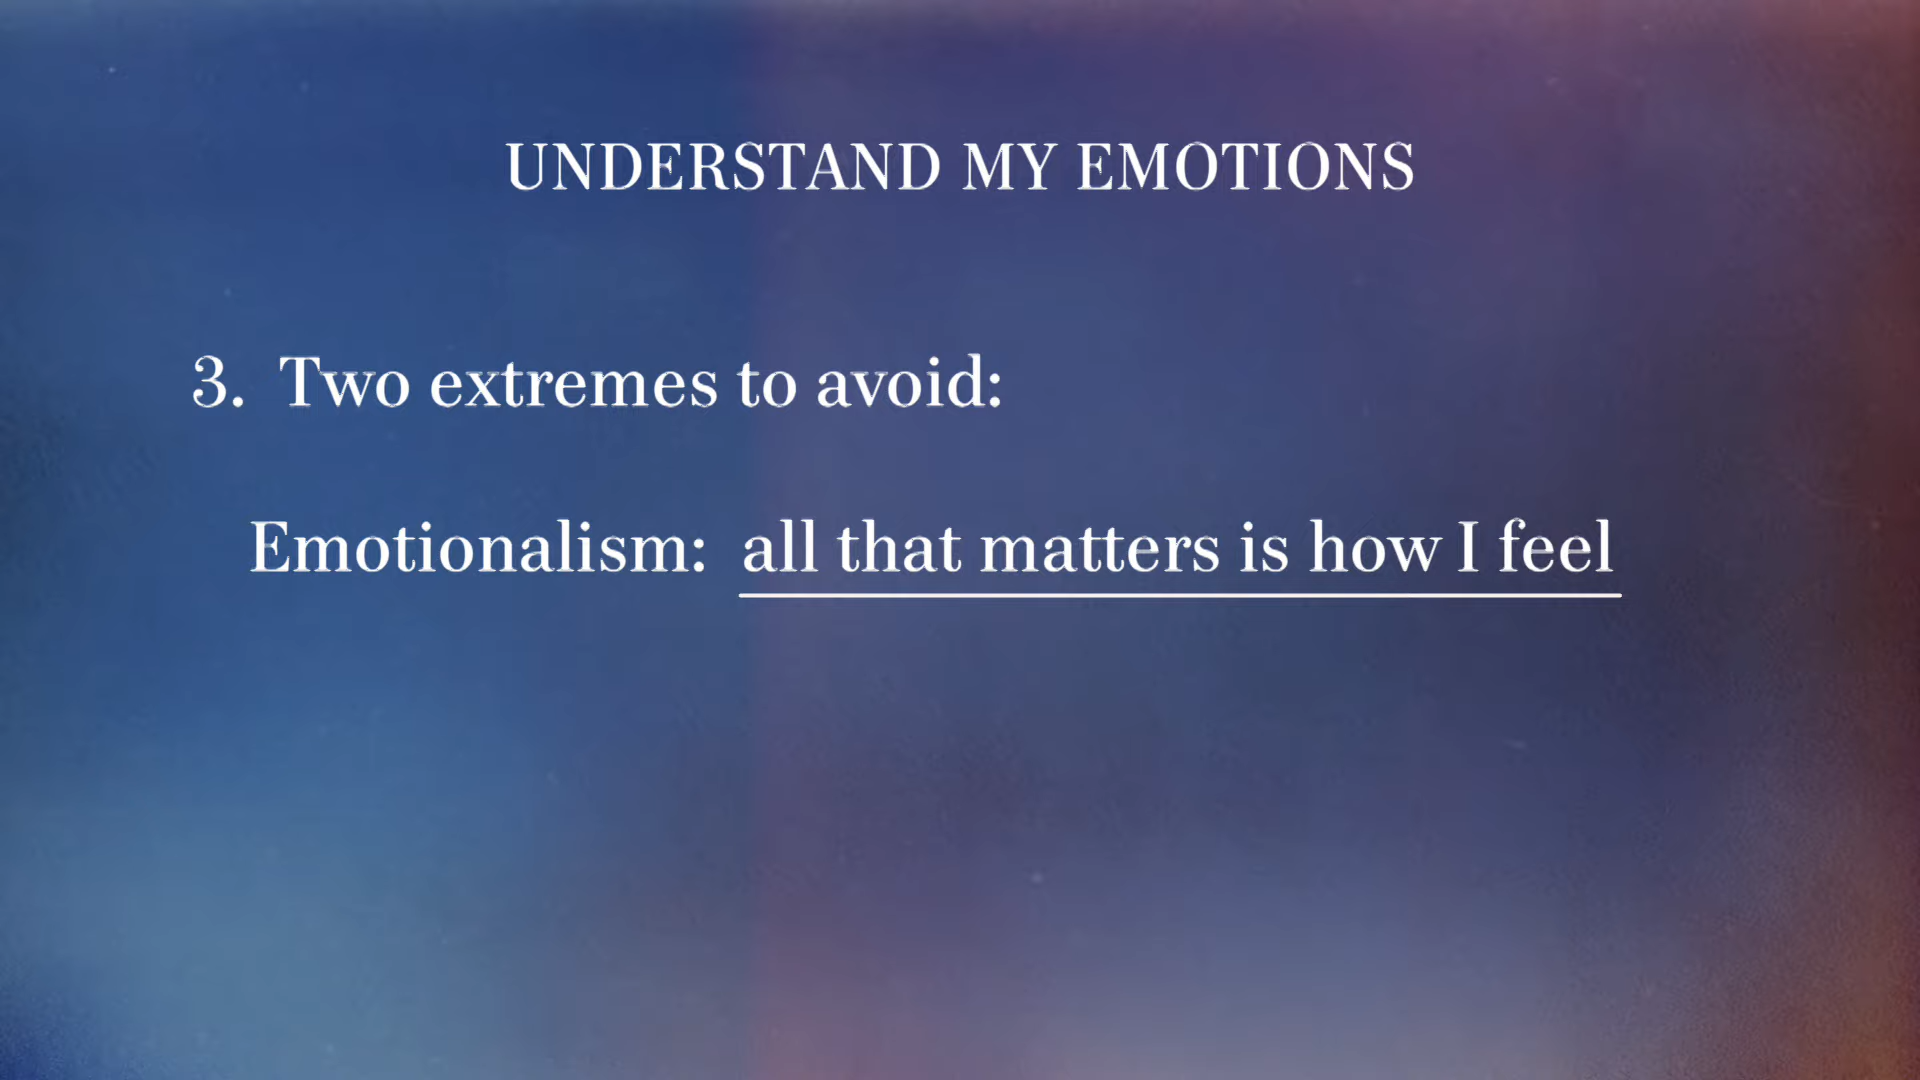 UNDERSTAND MY EMOTIONS
3. Two extremes to avoid:
Emotionalism: all that matters is how I feel